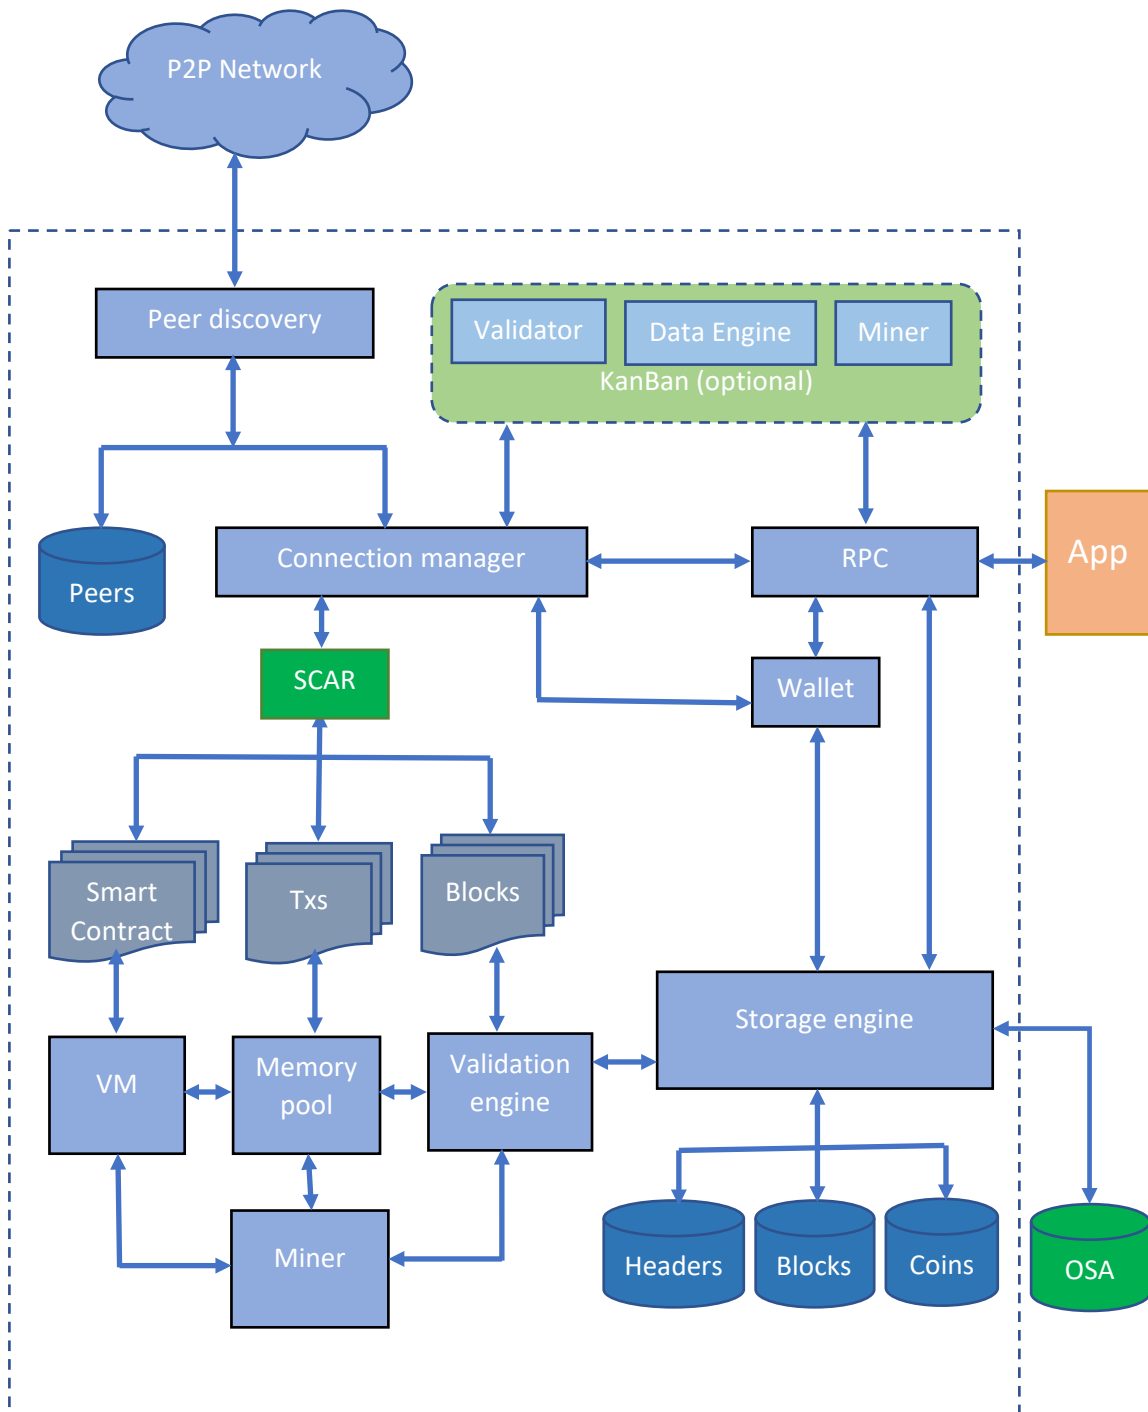 P2P Network
Peer discovery
Validator
Data Engine
Miner
KanBan (optional)
Connection manager
RPC
App
Peers
SCAR
Wallet
Smart
Contract
Txs
Blocks
Storage engine
VM
Memory
pool
Validation
engine
Miner
Headers
Blocks
Coins
OSA